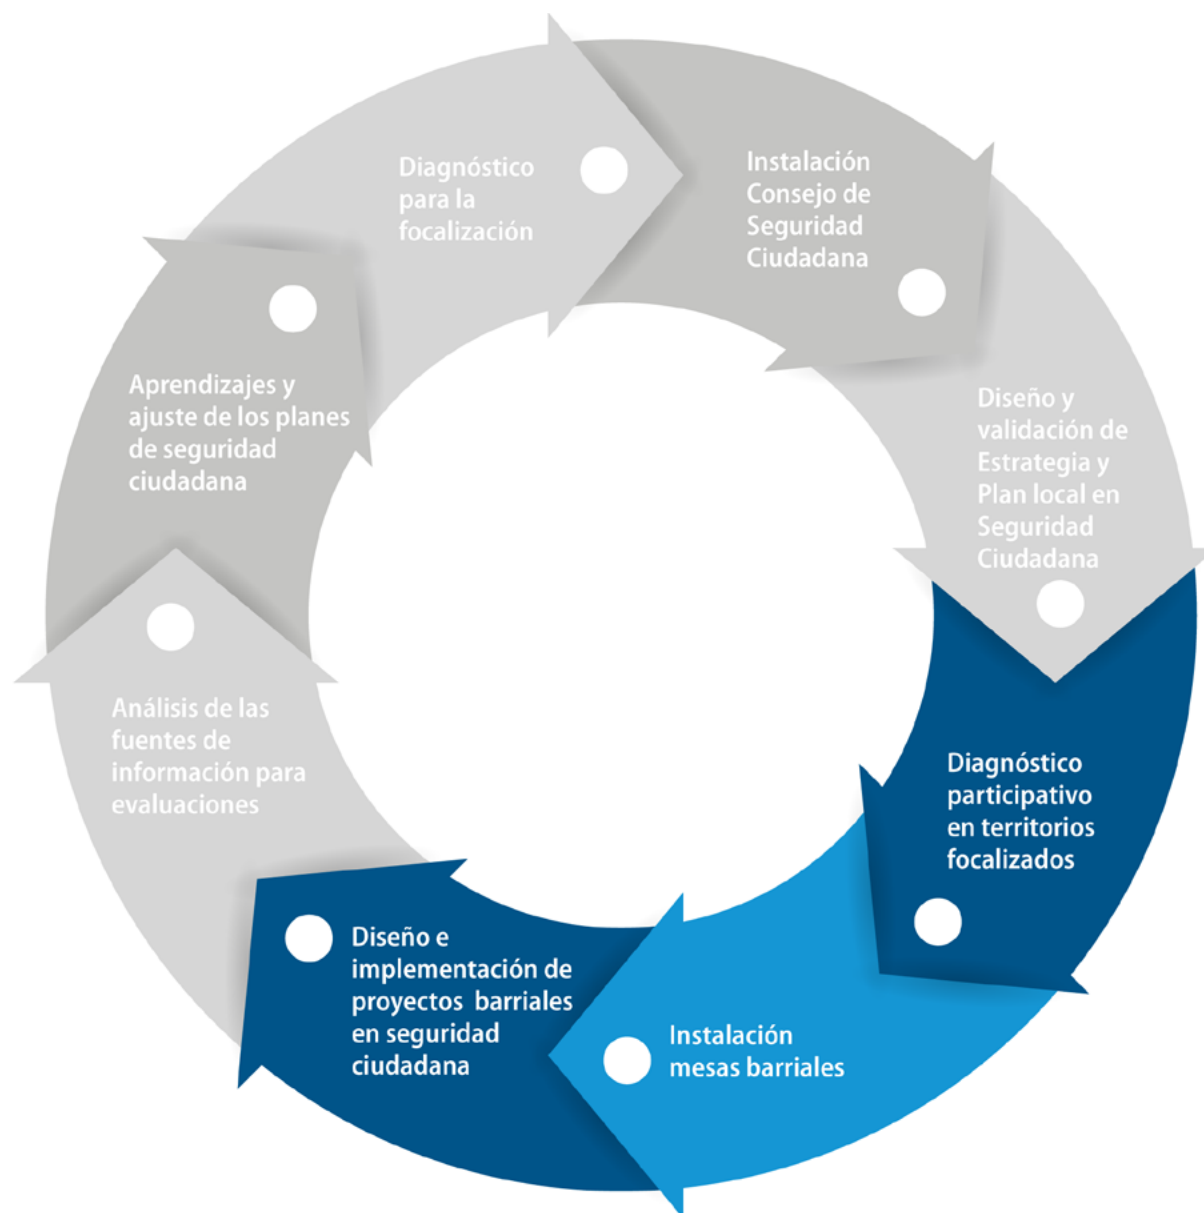 Diagnóstico
para la
focalización
Instalación
Consejo de
Seguridad
Ciudadana
Diseño y
validación de
Estrategia y
Plan local en
Seguridad
Ciudadana
Diagnóstico
participativo
en territorios
focalizados
Instalación
mesas barriales
Diseño e
implementación de
proyectos barriales
en seguridad
ciudadana
Análisis de las
fuentes de
información para
evaluaciones
Aprendizajes y
ajuste de los planes
de seguridad
ciudadana